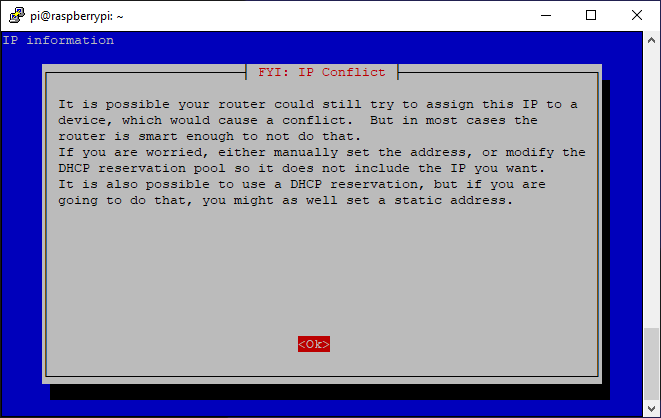 pi@raspberrypi: ~
IP information
FYI: IP Conflict
It is possible your router could still try to assign this IP to a
device, which would cause a conflict.  But in most cases the
router is smart enough to not do that.
If you are worried, either manually set the address, or modify the
DHCP reservation pool so it does not include the IP you want.
It is also possible to use a DHCP reservation, but if you are
going to do that, you might as well set a static address.
<Ok>